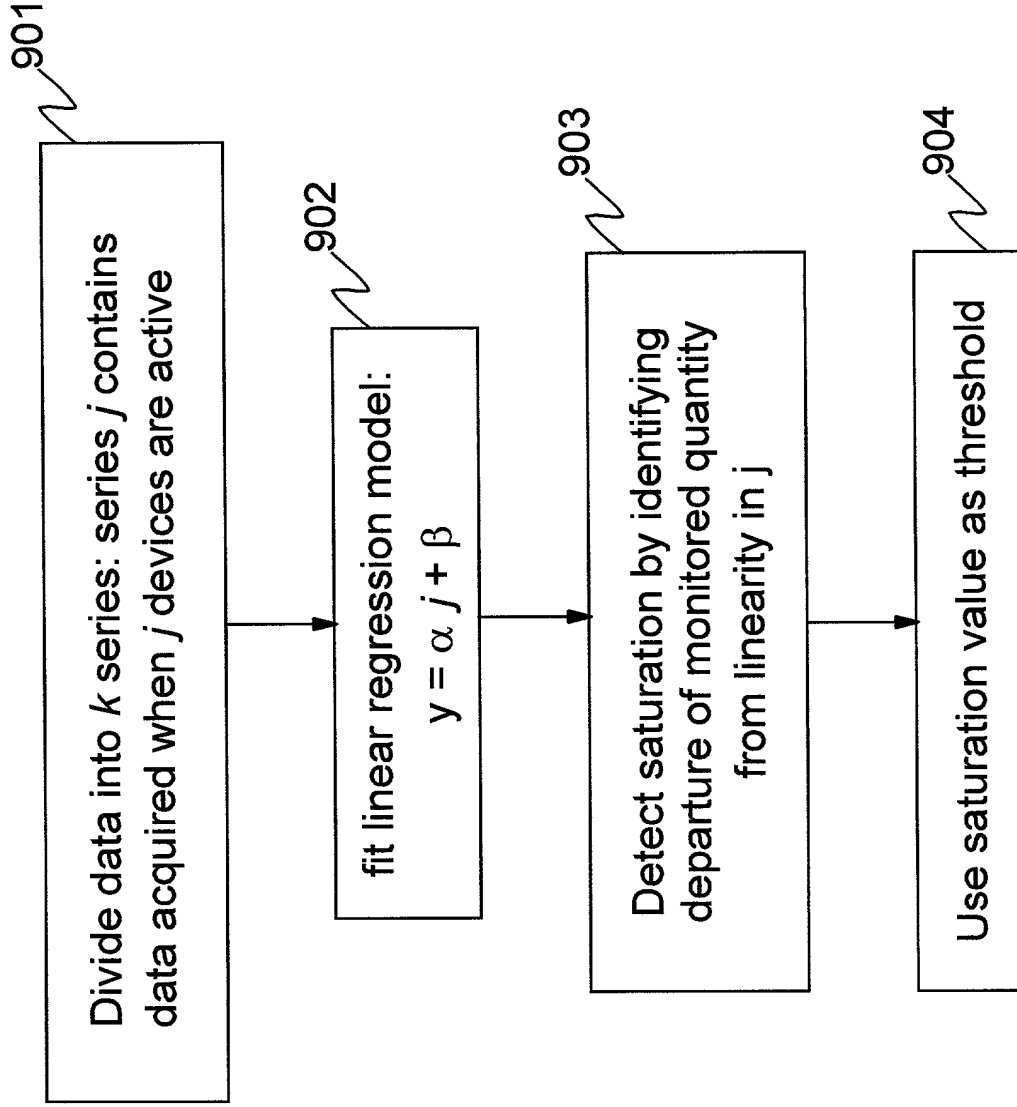 901
Divide data into k series: series j contains
data acquired when j devices are active
902
fit linear regression model:
y = α j + β
903
Detect saturation by identifying
departure of monitored quantity
from linearity in j
904
Use saturation value as threshold